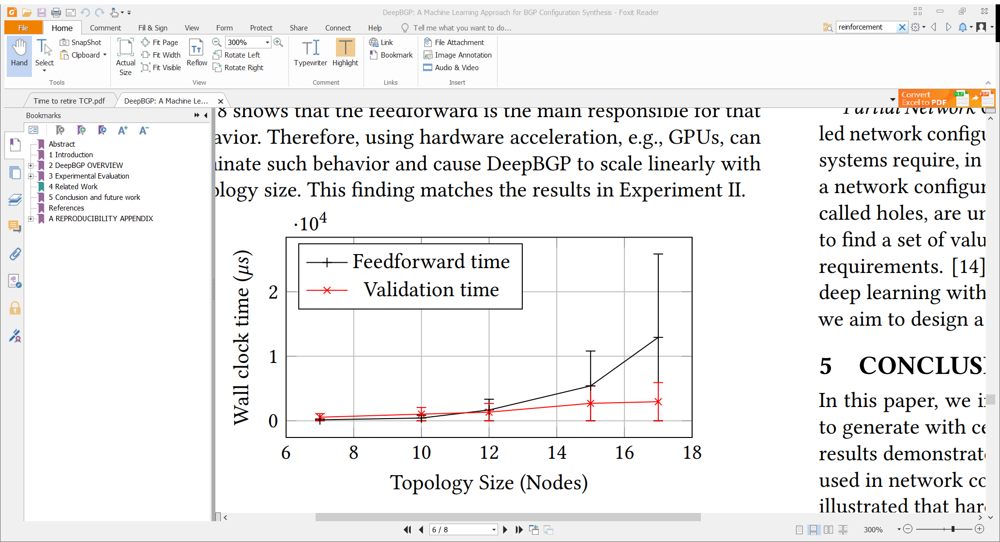 DeepBGP: A Machine Learning Approach for BGP Configuration Synthesis - Foxit Reader
File Home Comment Fill & Sign View Form Protect Share Connect Help Tell me what you want to do... reinforcement
Hand
Select
SnapShot
Clipboard
Tools
Actual
Size
Fit Page
Fit Width
Fit Visible
Reflow
300%
Rotate Left
Rotate Right
View
Typewriter
Highlight
Comment
Link
Bookmark
Links
File Attachment
Image Annotation
Audio & Video
Insert
Time to retire TCP.pdf
DeepBGP: A Machine Le...
Convert
Excel to PDF
XLS
PDF
Bookmarks
Abstract
1 Introduction
2 DeepBGP OVERVIEW
3 Experimental Evaluation
4 Related Work
5 Conclusion and future work
References
A REPRODUCIBILITY APPENDIX
8 shows that the feedforward is the main responsible for that
avior. Therefore, using hardware acceleration, e.g., GPUs, can
inate such behavior and cause DeepBGP to scale linearly with
ology size. This finding matches the results in Experiment II.
·10⁴
Wall clock time (μs)
Feedforward time
Validation time
2
1
0
6 8 10 12 14 16 18
Topology Size (Nodes)
Partial Network
led network configu
systems require, in
a network configur
called holes, are un
to find a set of valu
requirements. [14]
deep learning with
we aim to design a
5 CONCLUS
In this paper, we i
to generate with ce
results demonstrate
used in network co
illustrated that har
6 / 8
300%